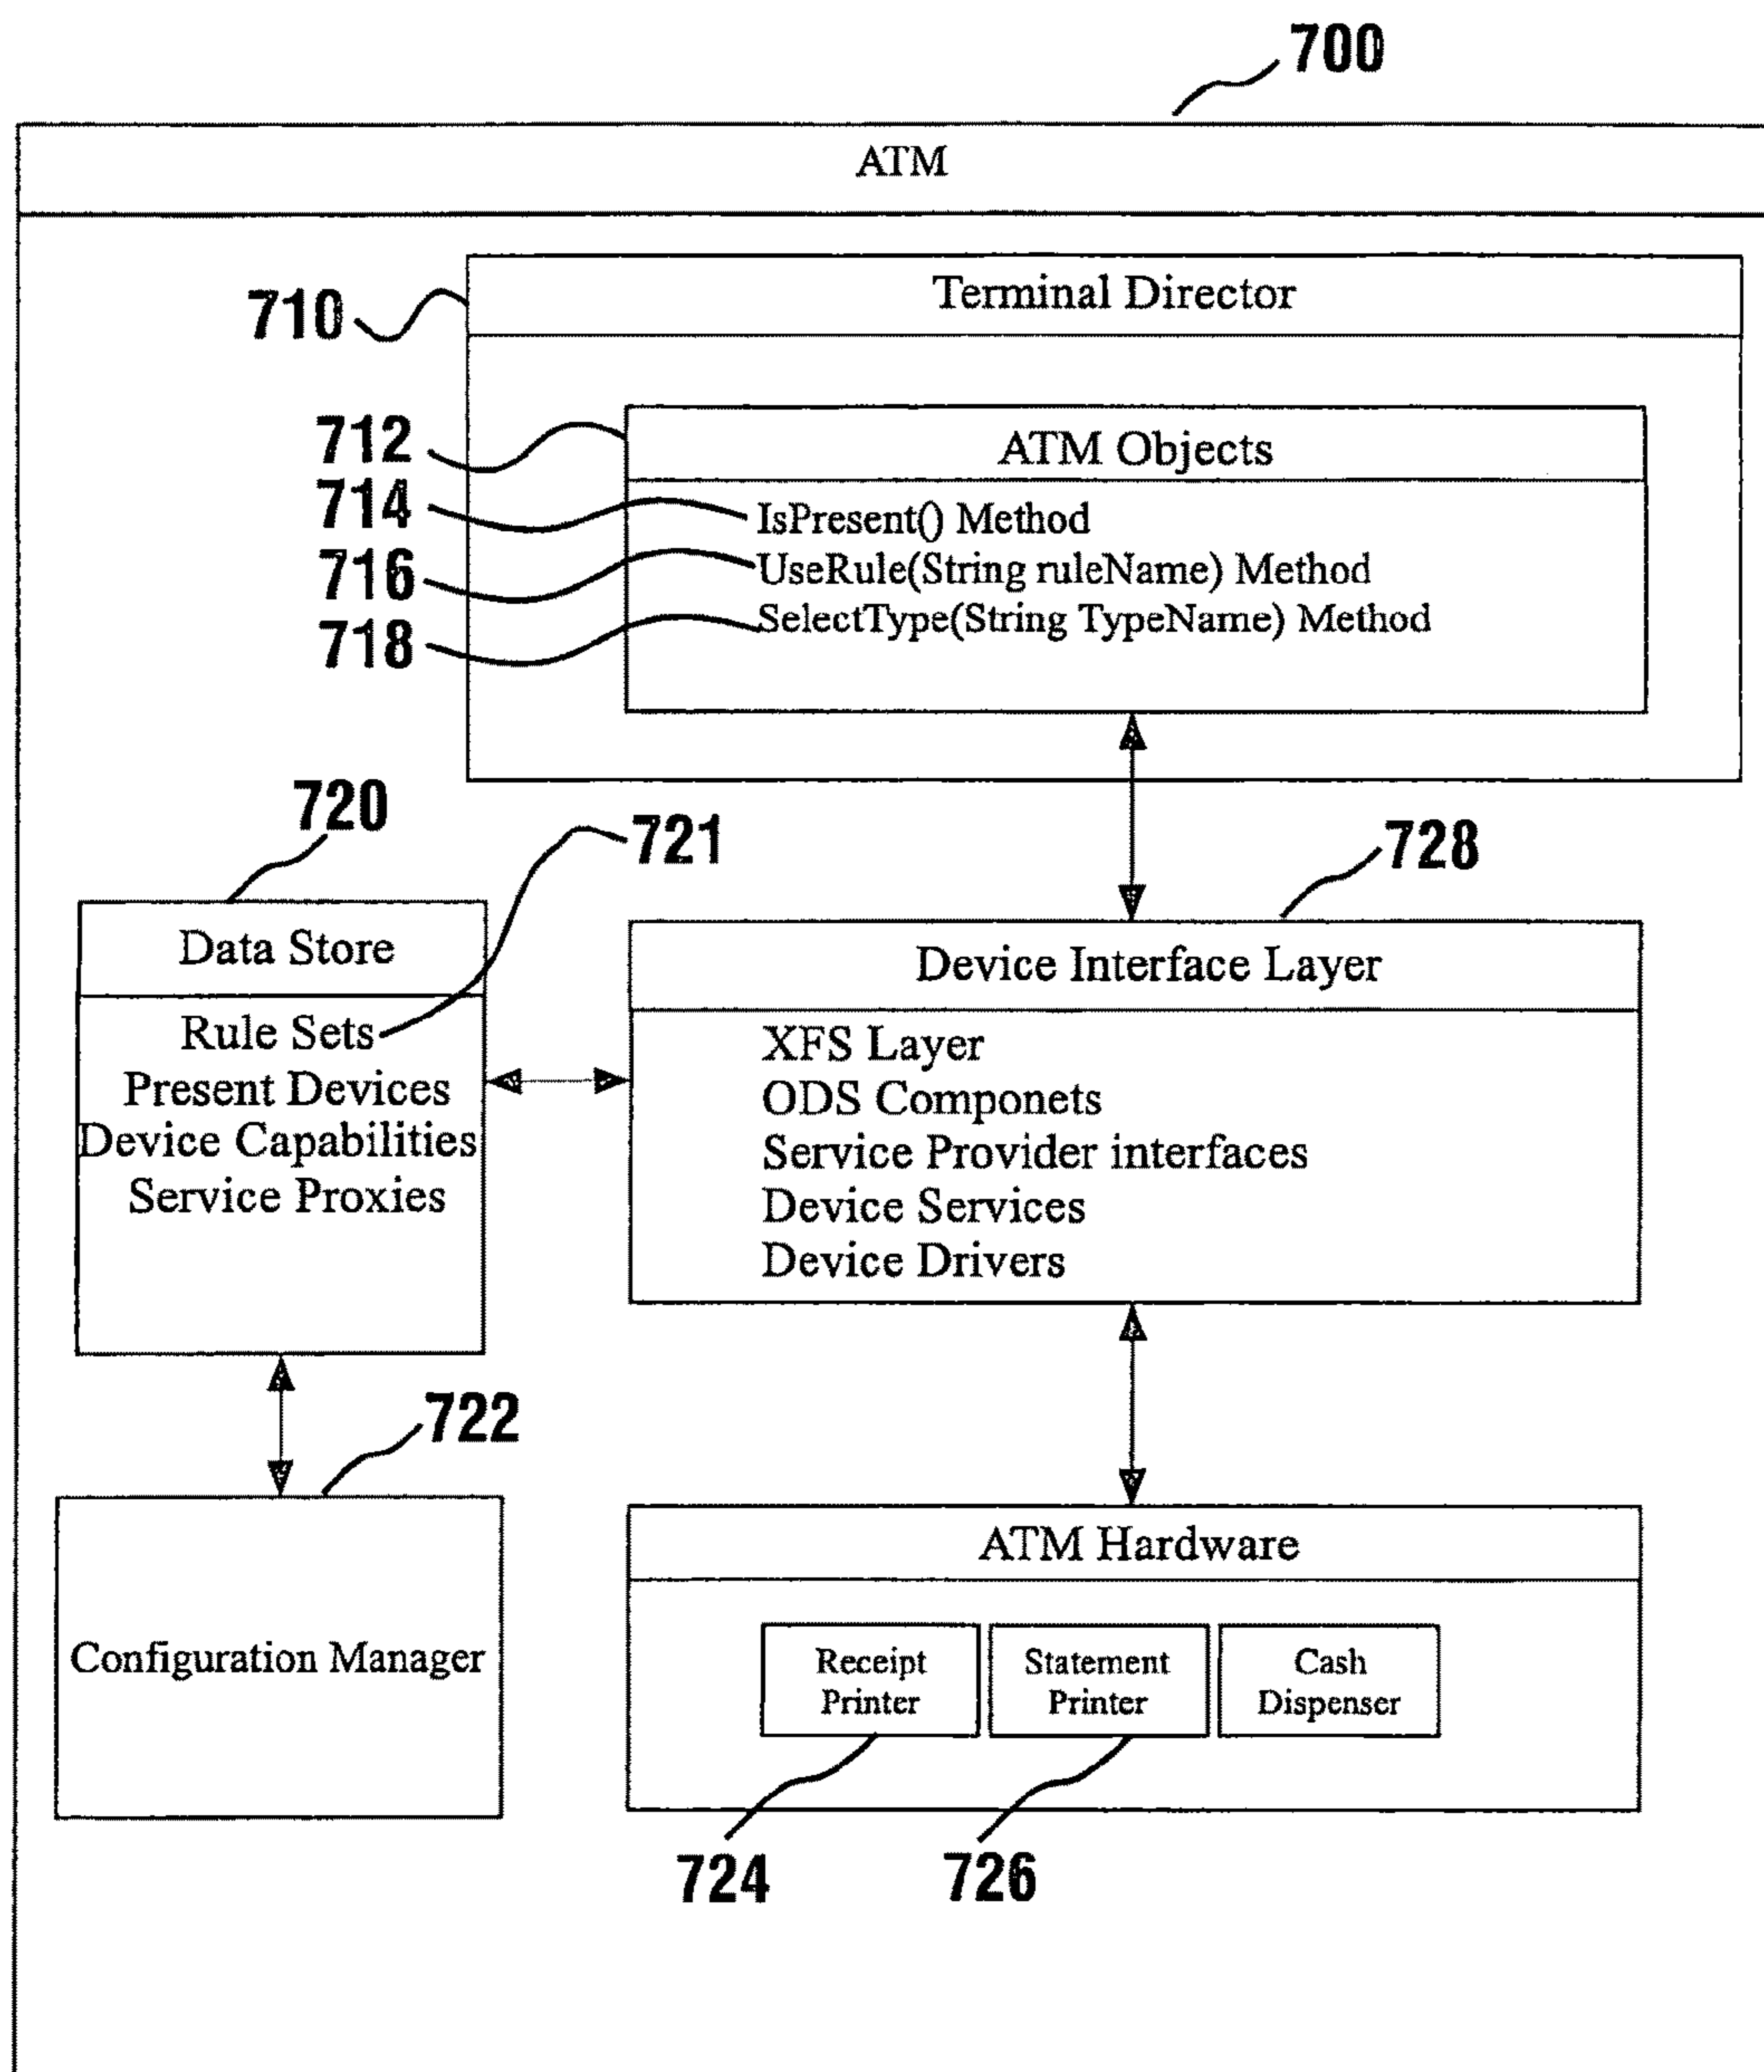 700
ATM
Terminal Director
710
712
ATM Objects
714
IsPresent() Method
716
UseRule(String ruleName) Method
718
SelectType(String TypeName) Method
720
721
728
Data Store
Device Interface Layer
Rule Sets
Present Devices
Device Capabilities
Service Proxies
XFS Layer
ODS Componets
Service Provider interfaces
Device Services
Device Drivers
722
Configuration Manager
ATM Hardware
Receipt
Printer
Statement
Printer
Cash
Dispenser
724
726